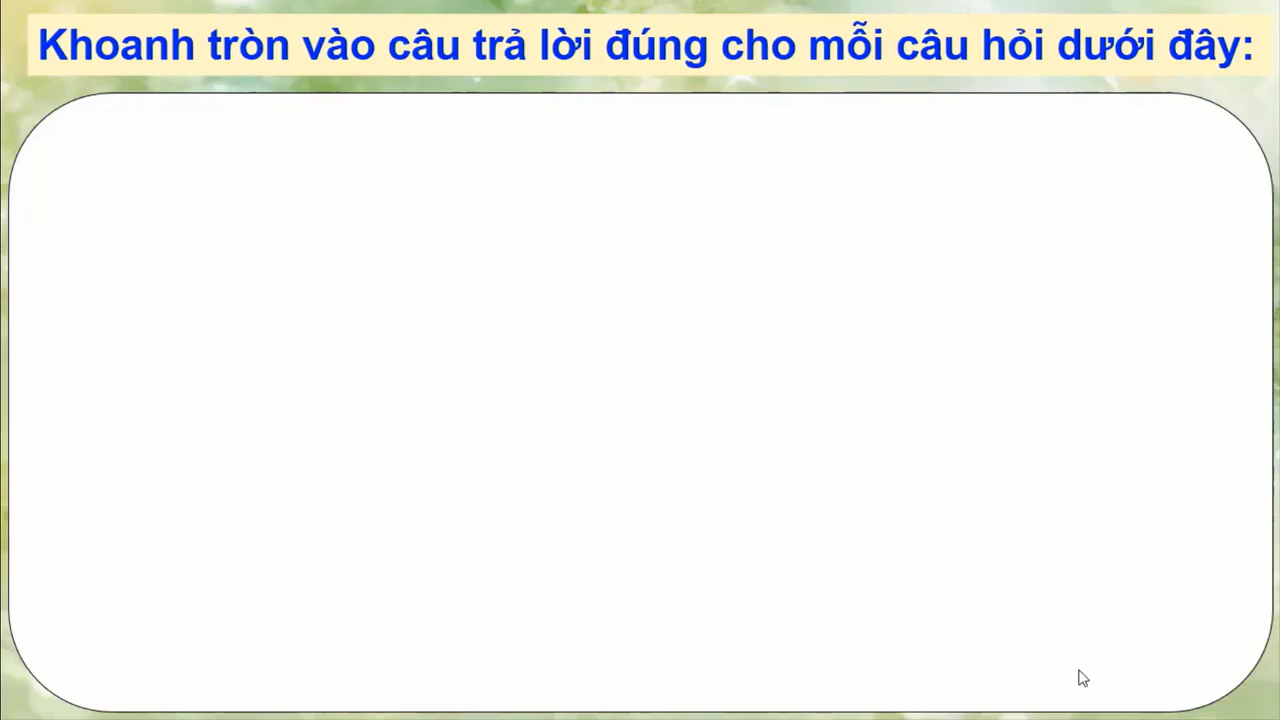 Khoanh tròn vào câu trả lời đúng cho mỗi câu hỏi dưới đây: